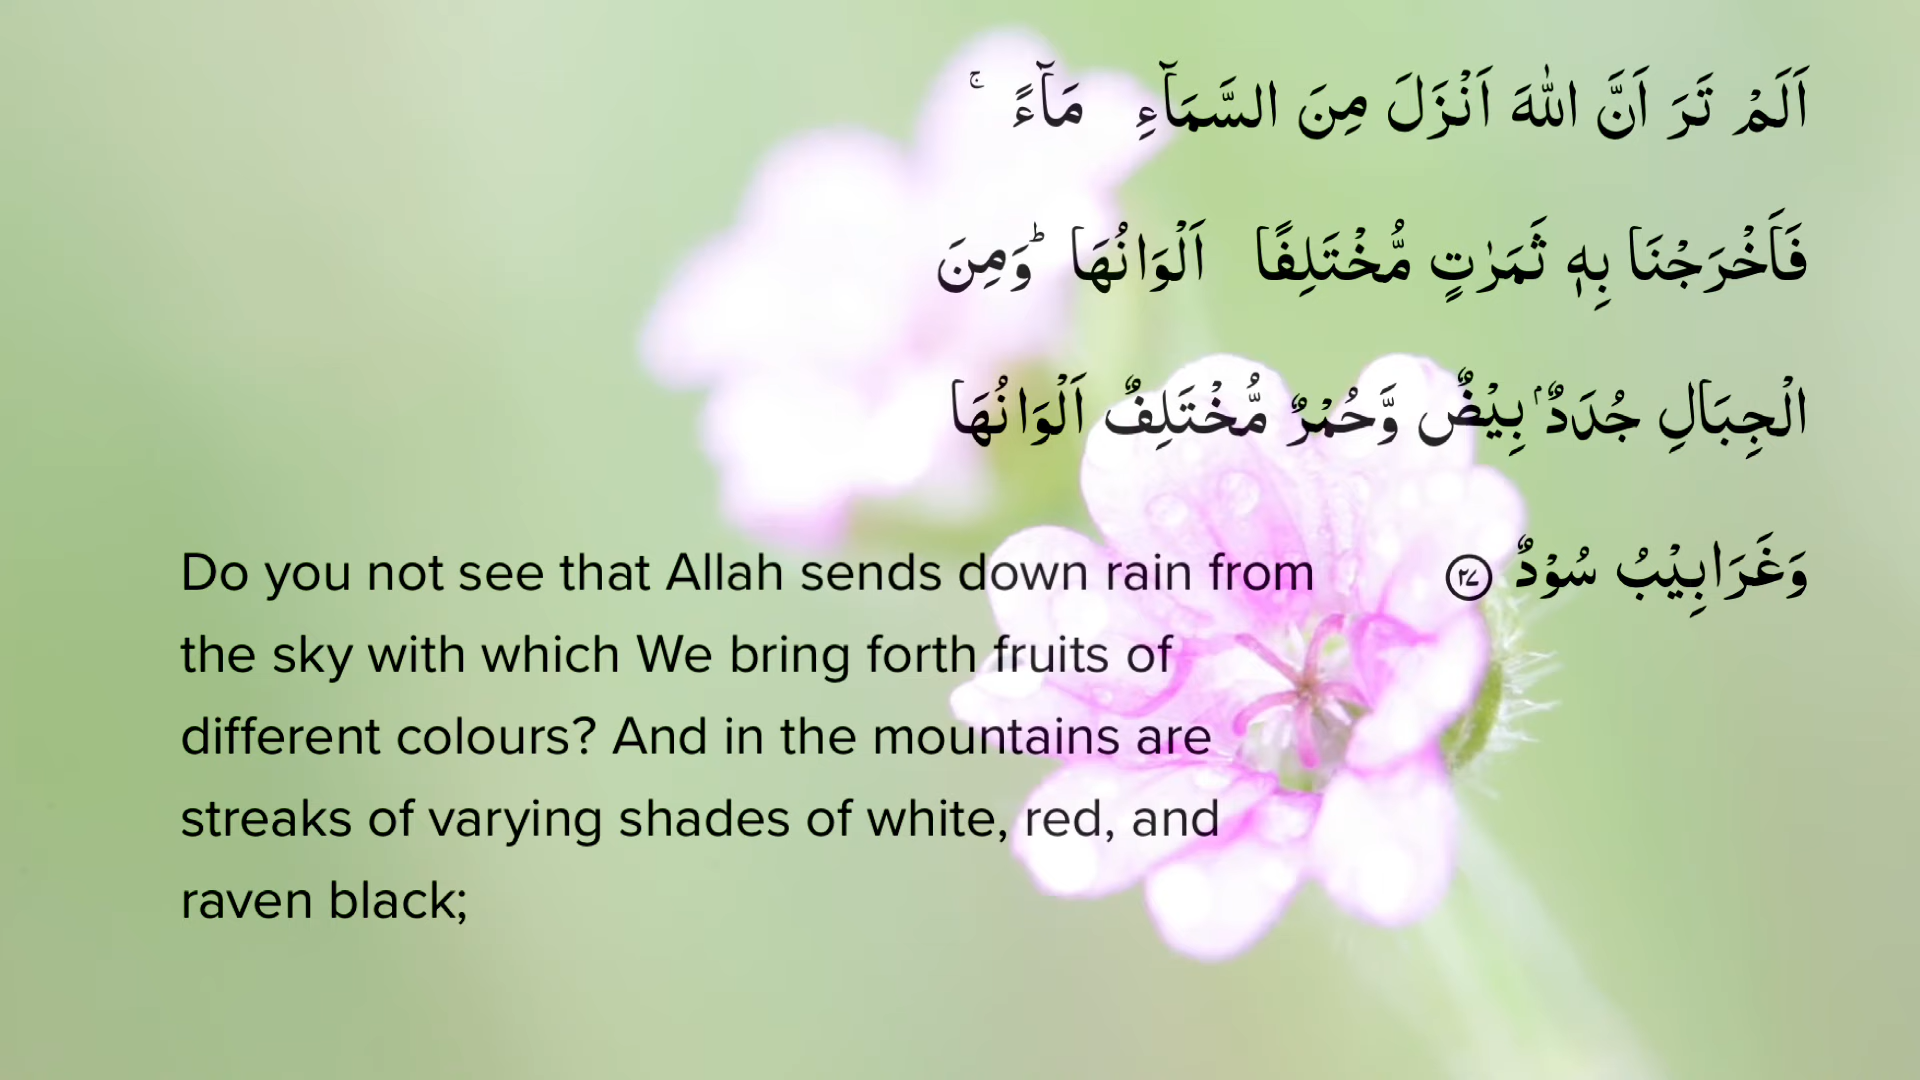 اَلَمْ تَرَ اَنَّ اللّٰهَ اَنْزَلَ مِنَ السَّمَآءِ مَآءً ۚ
فَاَخْرَجْنَا بِهٖ ثَمَرٰتٍ مُّخْتَلِفًا اَلْوَانُهَا ؕ وَمِنَ
الْجِبَالِ جُدَدٌۢ بِيْضٌ وَّحُمْرٌ مُّخْتَلِفٌ اَلْوَانُهَا
وَغَرَابِيْبُ سُوْدٌ ۝۲۷
Do you not see that Allah sends down rain from
the sky with which We bring forth fruits of
different colours? And in the mountains are
streaks of varying shades of white, red, and
raven black;